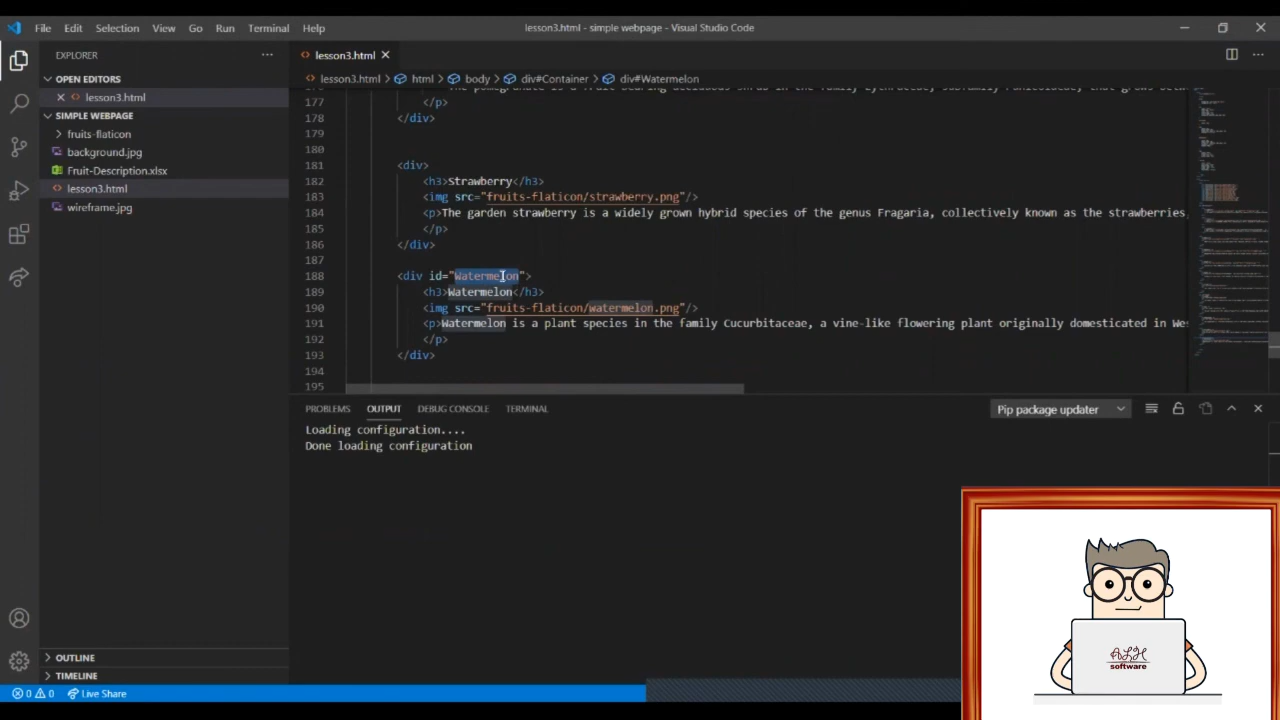 File Edit Selection View Go Run Terminal Help
lesson3.html - simple webpage - Visual Studio Code
EXPLORER
OPEN EDITORS
lesson3.html
SIMPLE WEBPAGE
fruits-flaticon
background.jpg
Fruit-Description.xlsx
lesson3.html
wireframe.jpg
OUTLINE
TIMELINE
lesson3.html
lesson3.html > html > body > div#Container > div#Watermelon
177 </p>
178 </div>
179
180
181 <div>
182 <h3>Strawberry</h3>
183 <img src="fruits-flaticon/strawberry.png"/>
184 <p>The garden strawberry is a widely grown hybrid species of the genus Fragaria, collectively known as the strawberries,
185 </p>
186 </div>
187
188 <div id="Watermelon">
189 <h3>Watermelon</h3>
190 <img src="fruits-flaticon/watermelon.png"/>
191 <p>Watermelon is a plant species in the family Cucurbitaceae, a vine-like flowering plant originally domesticated in We
192 </p>
193 </div>
194
195
PROBLEMS OUTPUT DEBUG CONSOLE TERMINAL
Pip package updater
Loading configuration....
Done loading configuration
0 0 Live Share
software